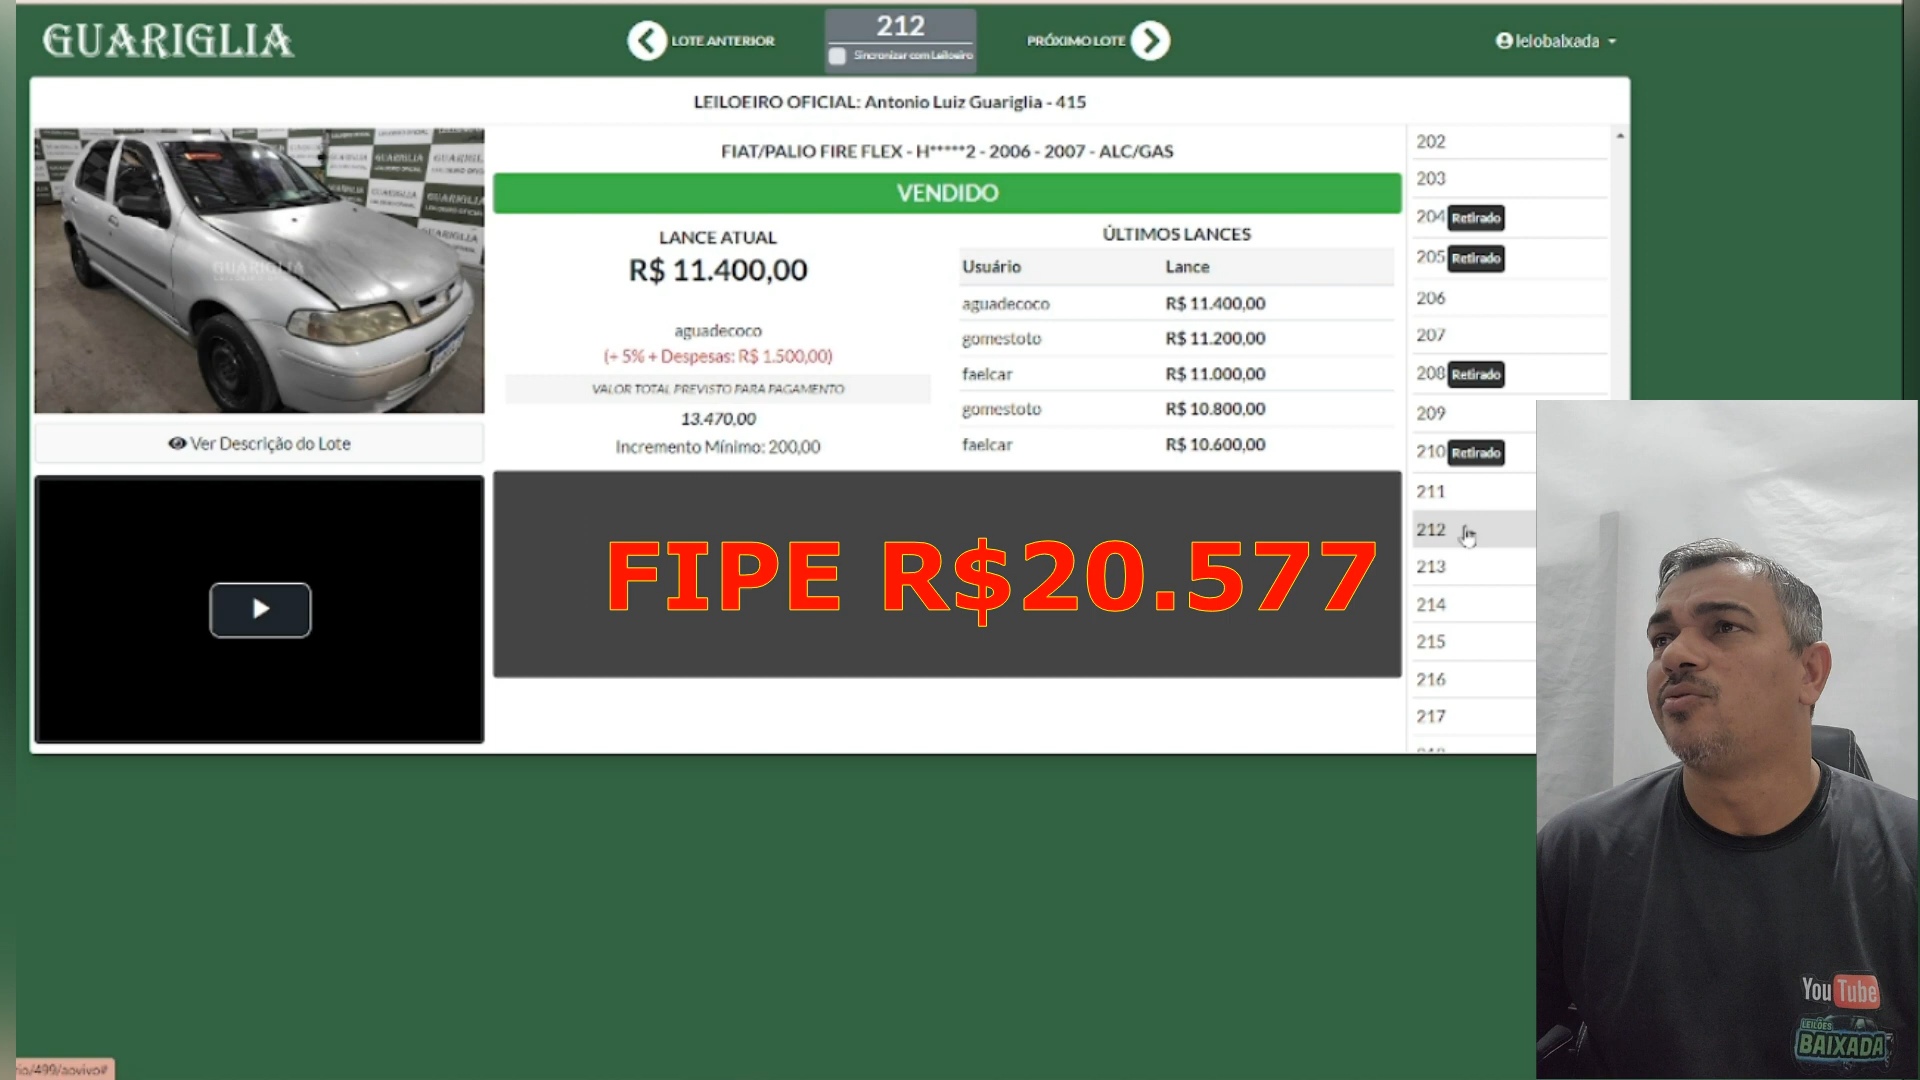 GUARIGLIA
LOTE ANTERIOR
212
Sincronizar com Leiloeiro
PRÓXIMO LOTE
lelobaixada
LEILOEIRO OFICIAL: Antonio Luiz Guariglia - 415
FIAT/PALIO FIRE FLEX - H*****2 - 2006 - 2007 - ALC/GAS
VENDIDO
LANCE ATUAL
R$ 11.400,00
aguadecoco
(+ 5% + Despesas: R$ 1.500,00)
VALOR TOTAL PREVISTO PARA PAGAMENTO
13.470,00
Incremento Mínimo: 200,00
ÚLTIMOS LANCES
Usuário Lance
aguadecoco R$ 11.400,00
gomestoto R$ 11.200,00
faelcar R$ 11.000,00
gomestoto R$ 10.800,00
faelcar R$ 10.600,00
Ver Descrição do Lote
FIPE R$20.577
202
203
204 Retirado
205 Retirado
206
207
208 Retirado
209
210 Retirado
211
212
213
214
215
216
217
GUARIGLIA
YouTube
LEILÕES
BAIXADA
rio/499/aovivo#